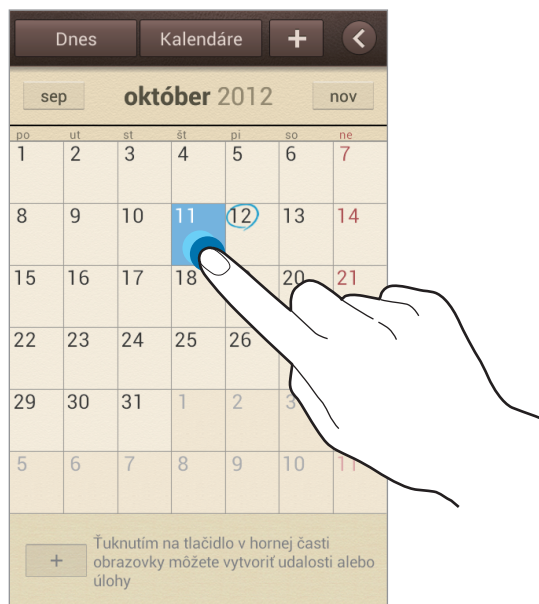 Dnes Kalendáre +
sep október 2012 nov
po ut st št pi so ne
1 2 3 4 5 6 7
8 9 10 11 12 13 14
15 16 17 18 20 21
22 23 24 25 26
29 30 31 1 2 3
5 6 7 8 9 10 11
Ťuknutím na tlačidlo v hornej časti
+ obrazovky môžete vytvoriť udalosti alebo
úlohy